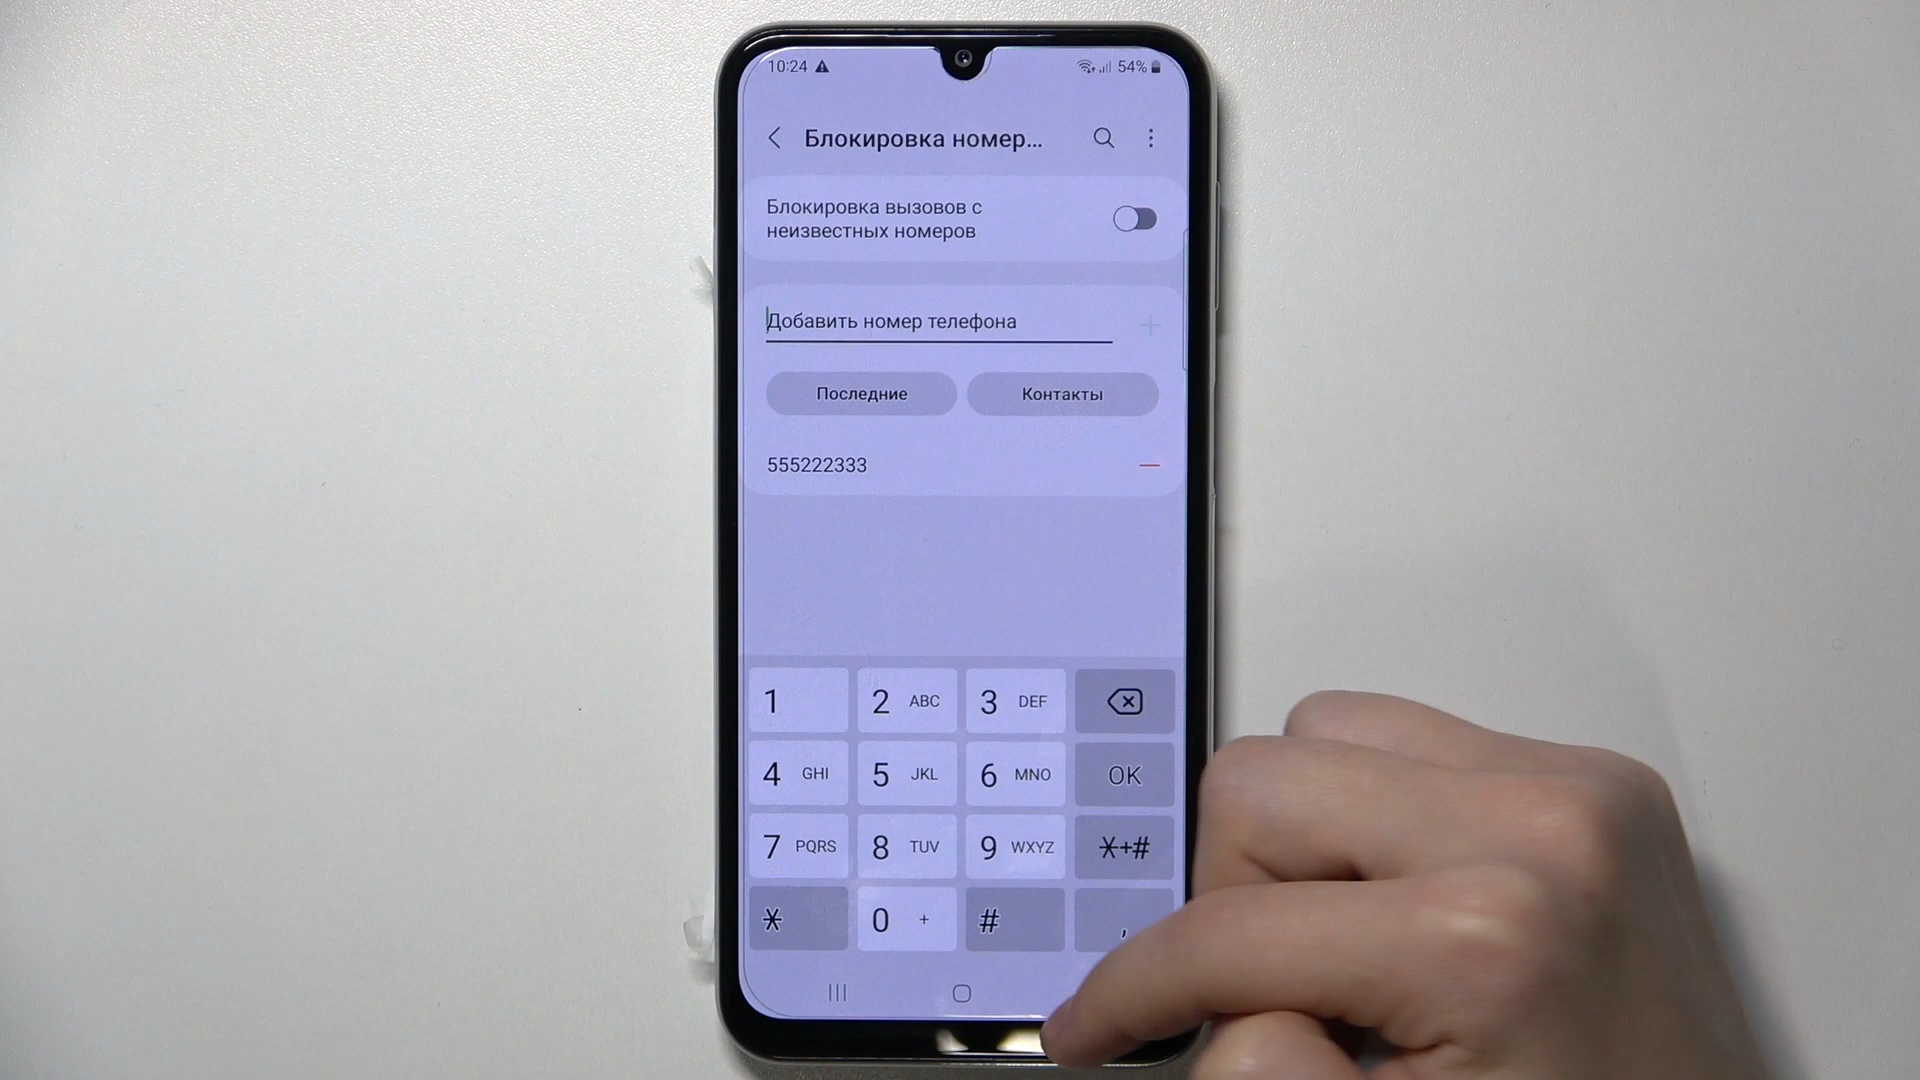 10:24 54%
Блокировка номер...
Блокировка вызовов с
неизвестных номеров
Добавить номер телефона
Последние Контакты
555222333
1 2 ABC 3 DEF
4 GHI 5 JKL 6 MNO OK
7 PQRS 8 TUV 9 WXYZ *+#
* 0 + # ,